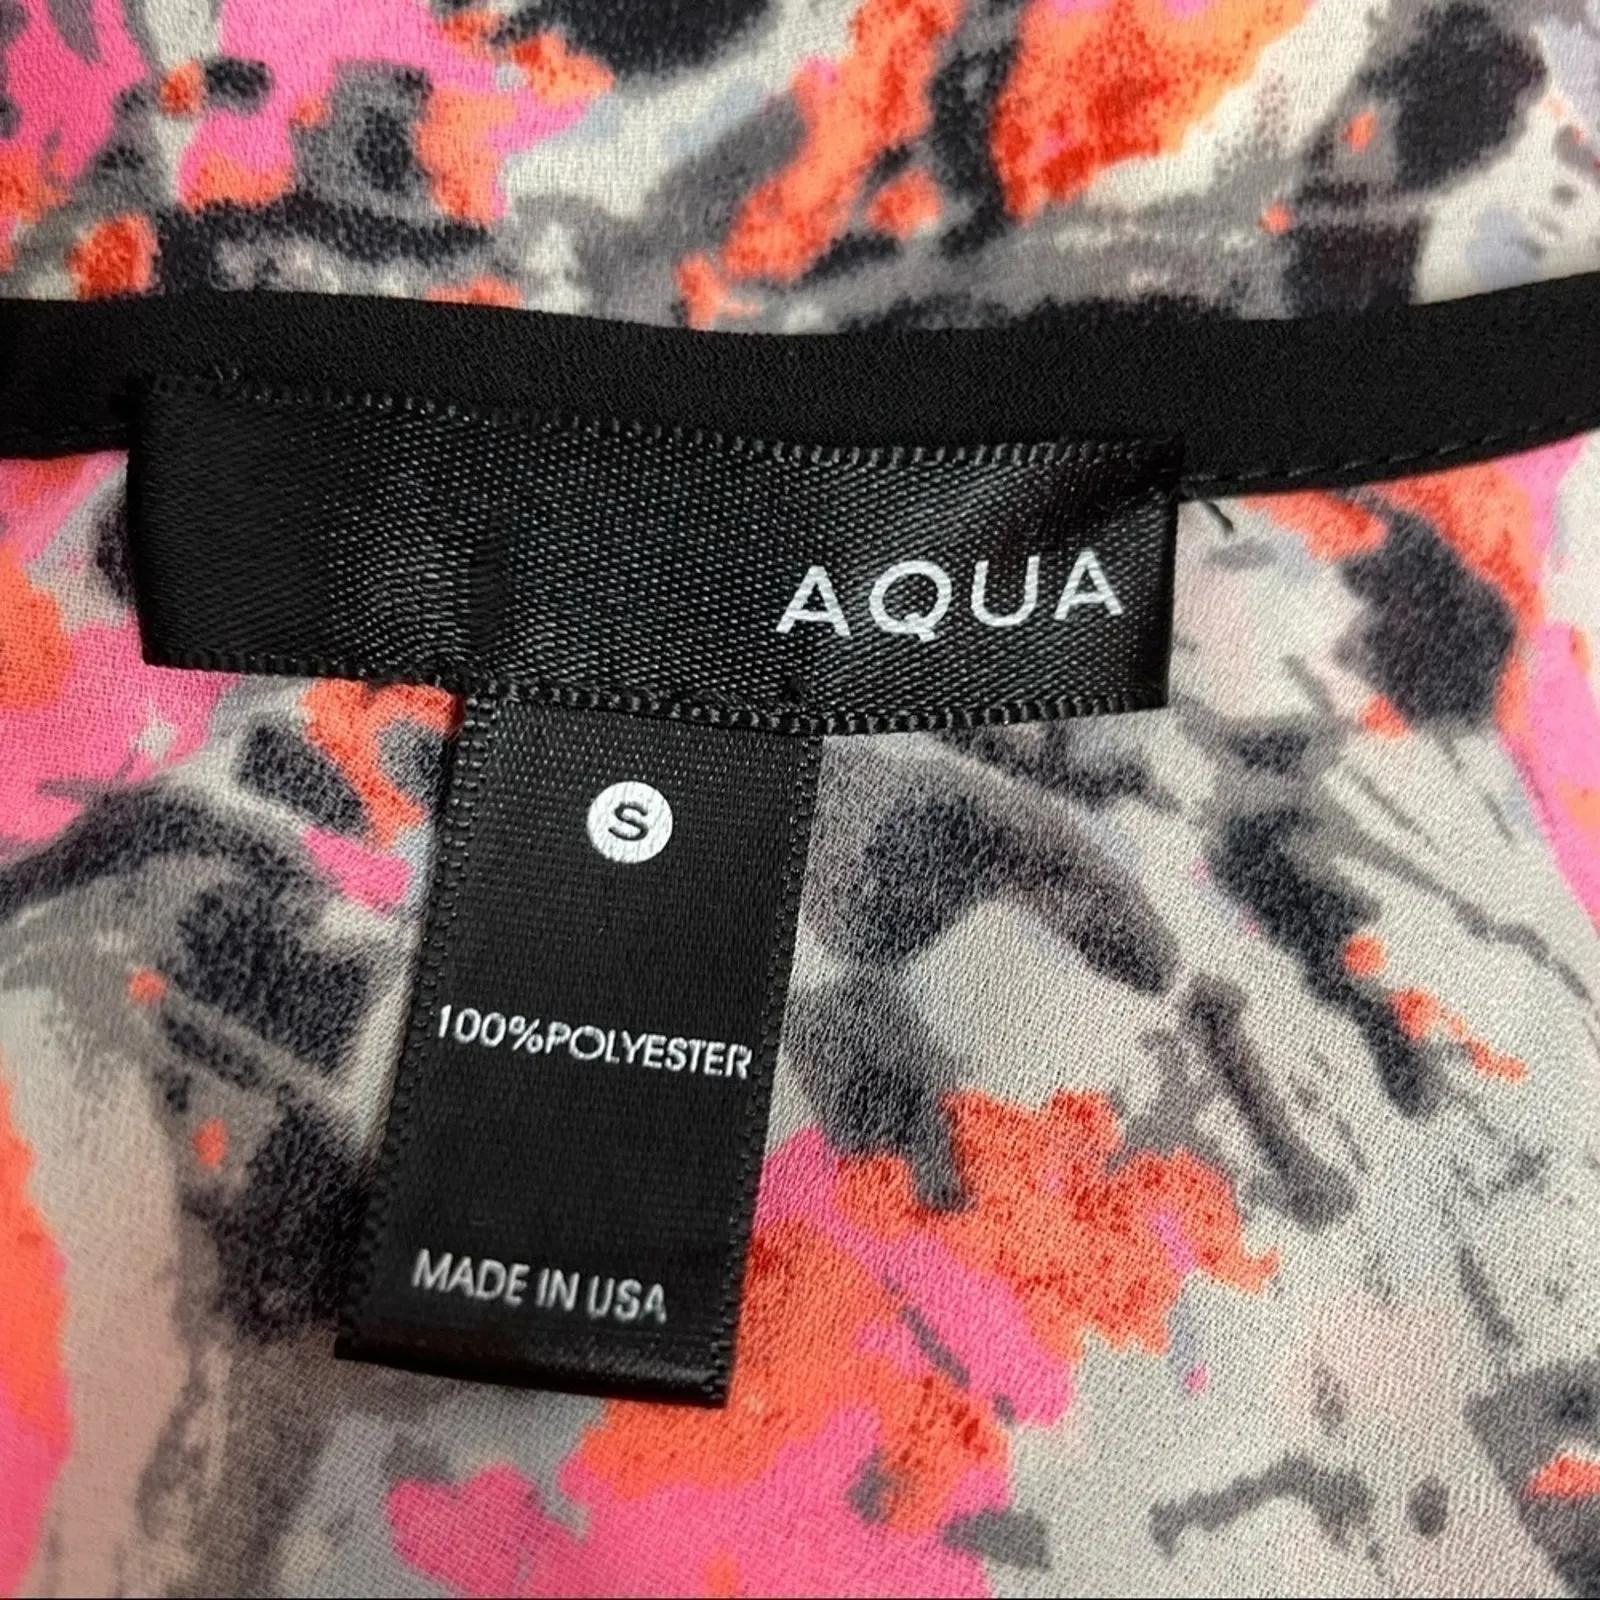 AQUA
S
100%POLYESTER
MADE IN USA